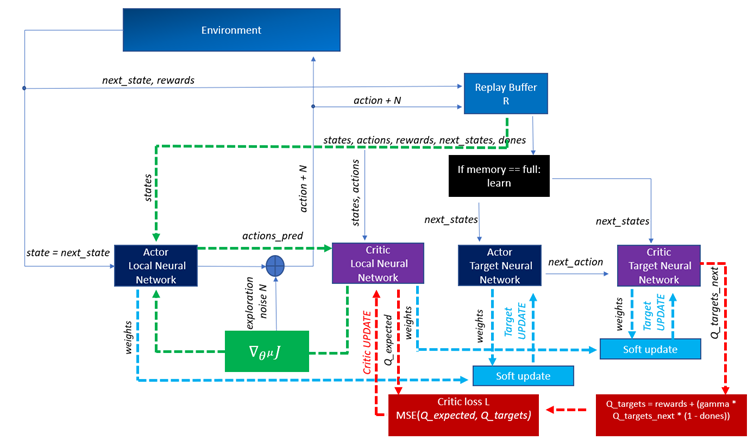 Environment
next_state, rewards
Replay Buffer
R
action + N
states, actions, rewards, next_states, dones
If memory == full:
learn
states
action + N
states, actions
next_states
next_states
actions_pred
state = next_state
Actor
Local Neural
Network
Critic
Local Neural
Network
Actor
Target Neural
Network
next_action
Critic
Target Neural
Network
exploration
noise N
weights
Critic UPDATE
Q_expected
weights
weights
Target
UPDATE
weights
Target
UPDATE
Q_targets_next
∇θμ J
Soft update
Soft update
Critic loss L
MSE(Q_expected, Q_targets)
Q_targets = rewards + (gamma *
Q_targets_next * (1 - dones))